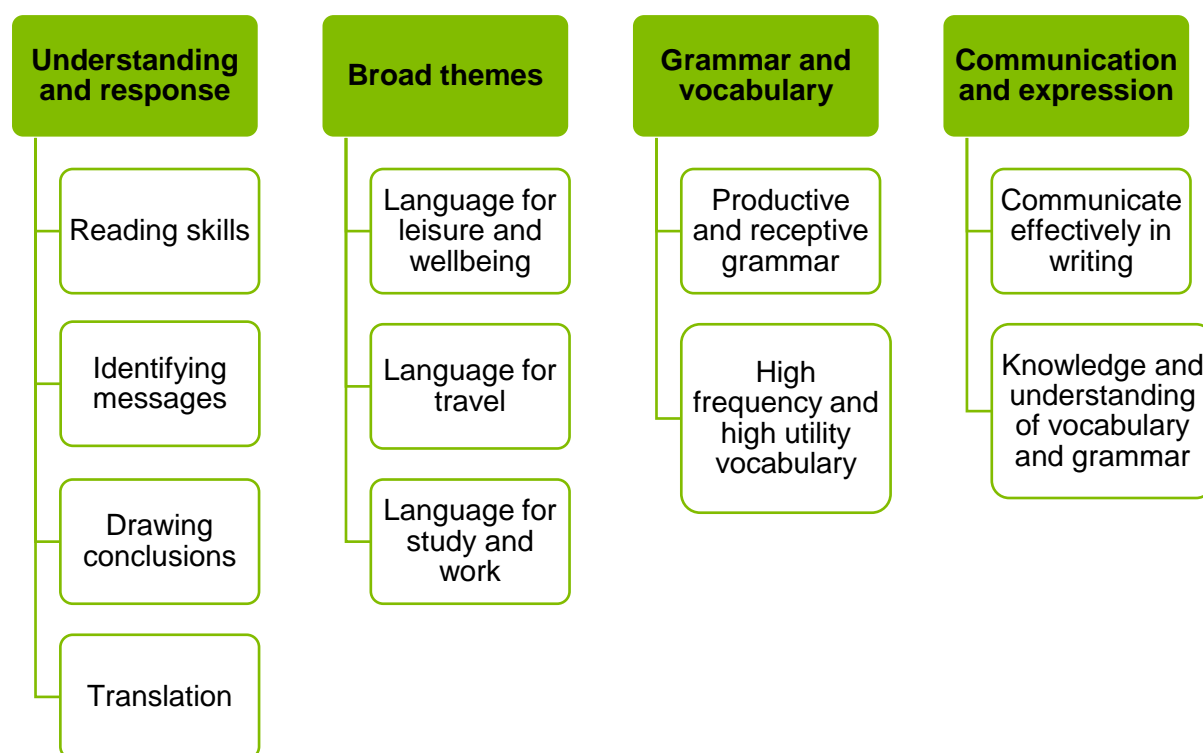 Understanding
and response
Reading skills
Identifying
messages
Drawing
conclusions
Translation
Broad themes
Language for
leisure and
wellbeing
Language for
travel
Language for
study and
work
Grammar and
vocabulary
Productive
and receptive
grammar
High
frequency and
high utility
vocabulary
Communication
and expression
Communicate
effectively in
writing
Knowledge and
understanding
of vocabulary
and grammar